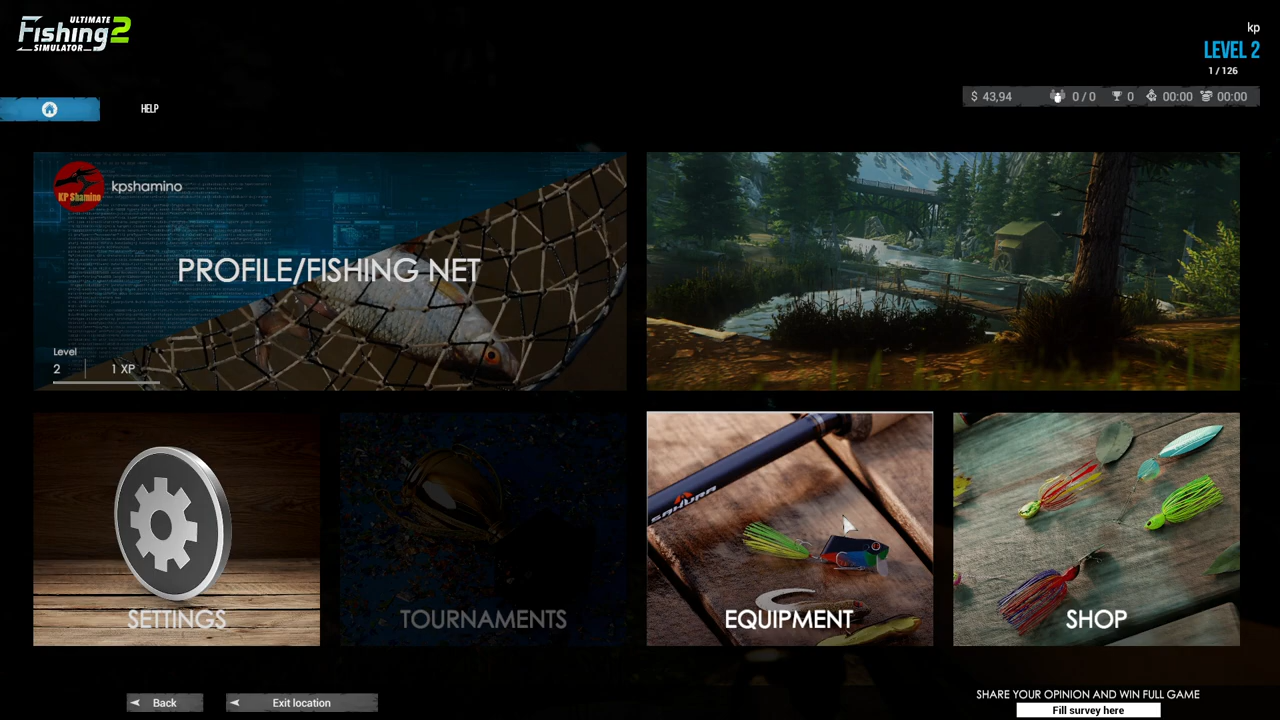 ULTIMATE
Fishing 2
SIMULATOR
kp
LEVEL 2
1 / 126
HELP
$ 43,94 0 / 0 0 00:00 00:00
KP Shamino
kpshamino
PROFILE/FISHING NET
Level
2 1 XP
SAKURA
SETTINGS
TOURNAMENTS
EQUIPMENT
SHOP
Back
Exit location
SHARE YOUR OPINION AND WIN FULL GAME
Fill survey here